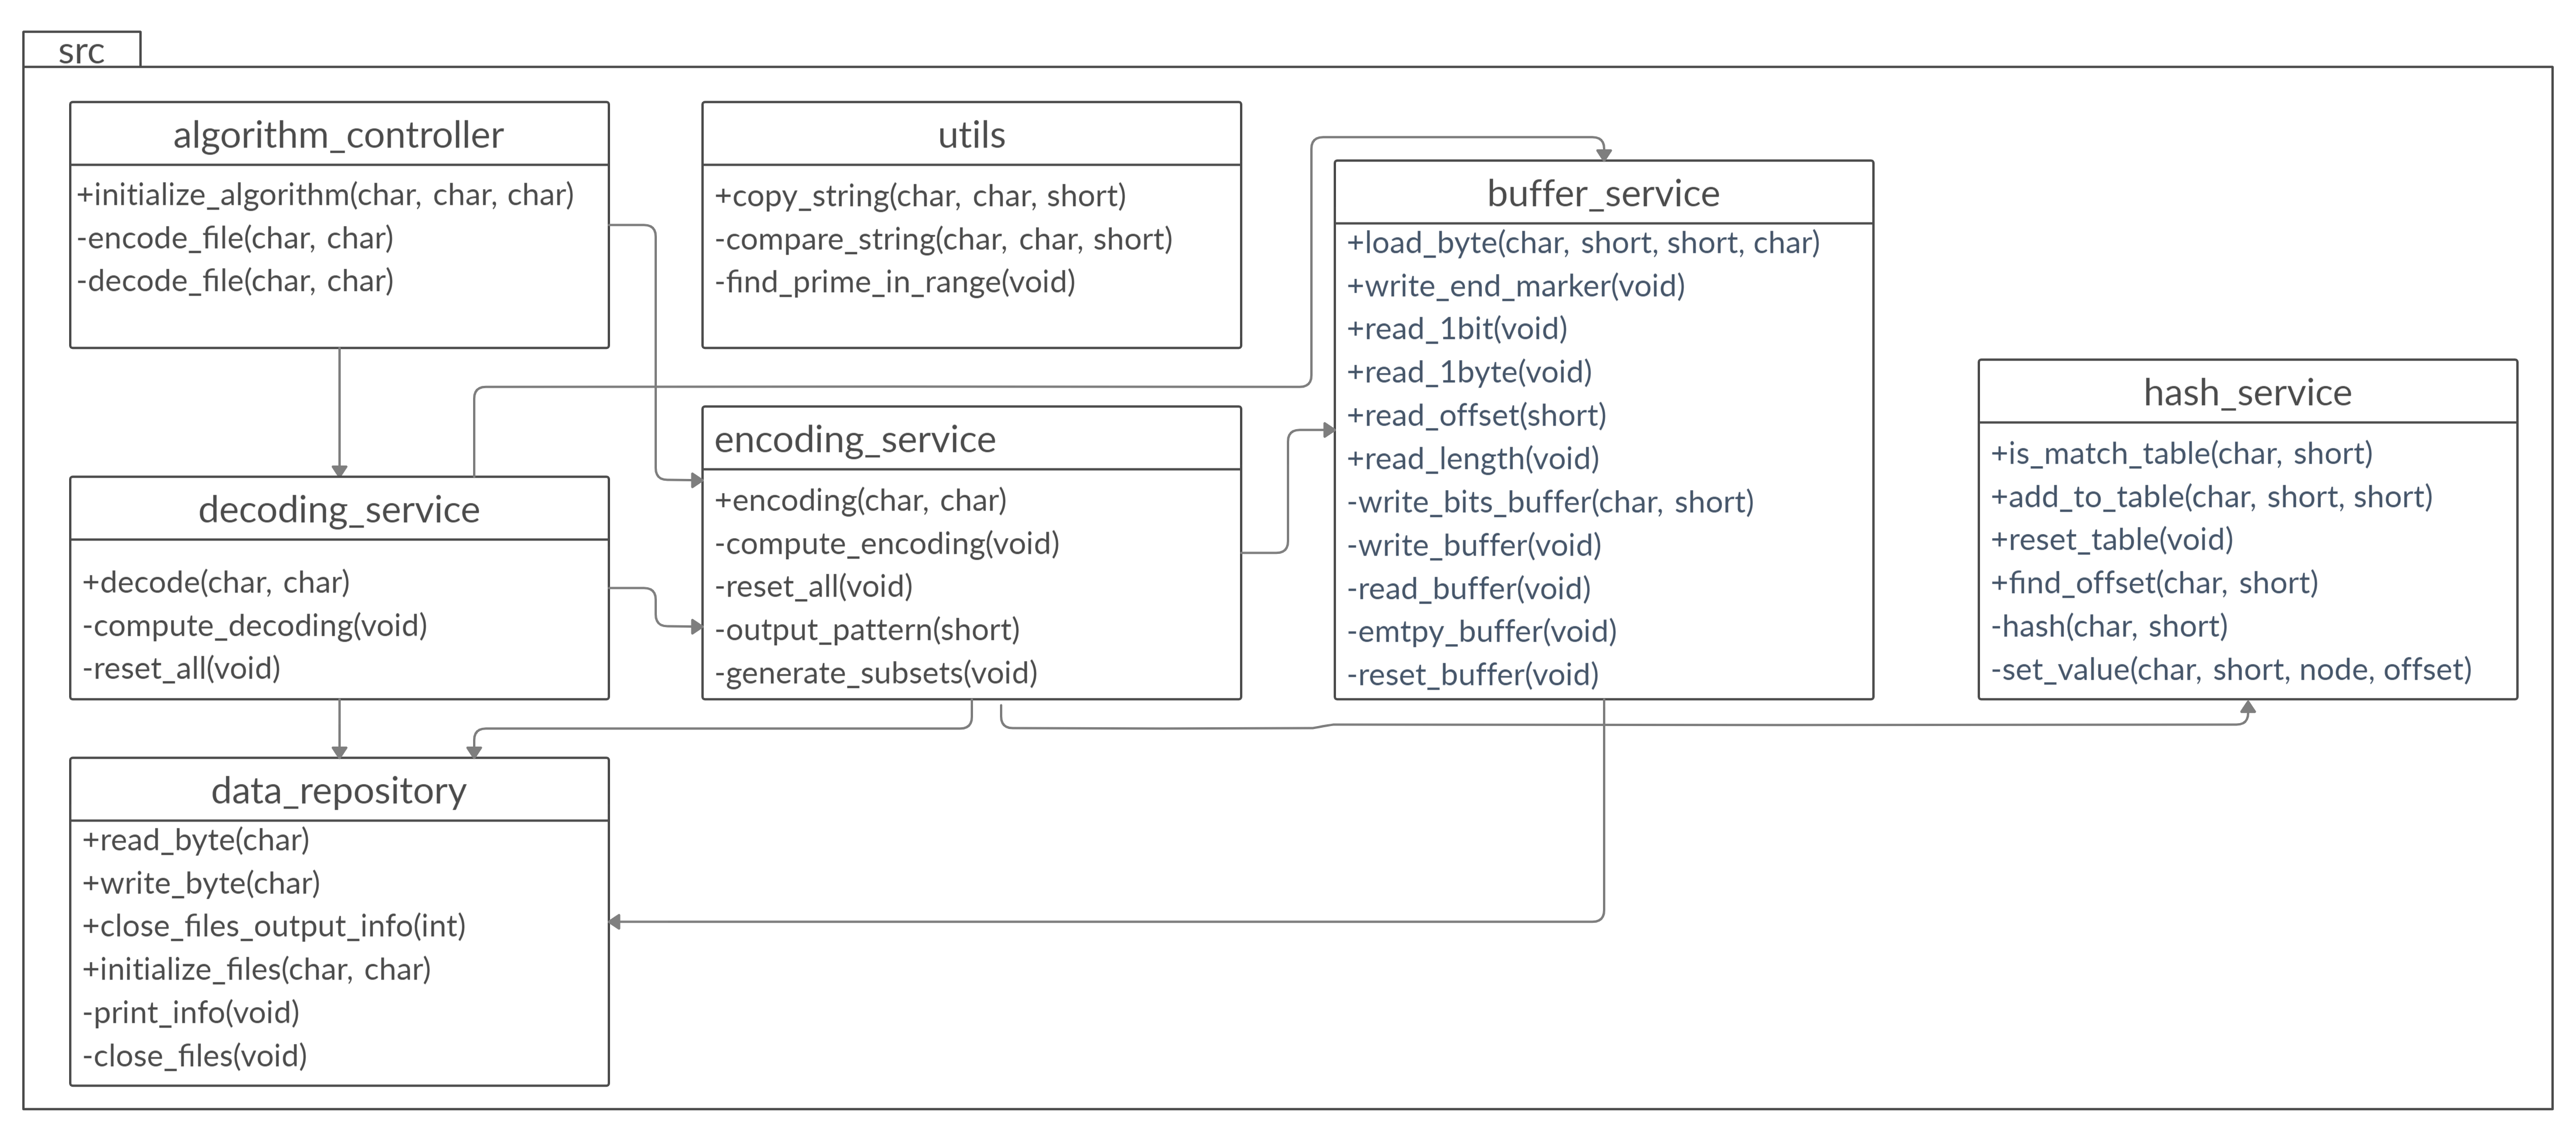 src
algorithm_controller
+initialize_algorithm(char, char, char)
-encode_file(char, char)
-decode_file(char, char)
utils
+copy_string(char, char, short)
-compare_string(char, char, short)
-find_prime_in_range(void)
buffer_service
+load_byte(char, short, short, char)
+write_end_marker(void)
+read_1bit(void)
+read_1byte(void)
+read_offset(short)
+read_length(void)
-write_bits_buffer(char, short)
-write_buffer(void)
-read_buffer(void)
-emtpy_buffer(void)
-reset_buffer(void)
hash_service
+is_match_table(char, short)
+add_to_table(char, short, short)
+reset_table(void)
+find_offset(char, short)
-hash(char, short)
-set_value(char, short, node, offset)
encoding_service
+encoding(char, char)
-compute_encoding(void)
-reset_all(void)
-output_pattern(short)
-generate_subsets(void)
decoding_service
+decode(char, char)
-compute_decoding(void)
-reset_all(void)
data_repository
+read_byte(char)
+write_byte(char)
+close_files_output_info(int)
+initialize_files(char, char)
-print_info(void)
-close_files(void)